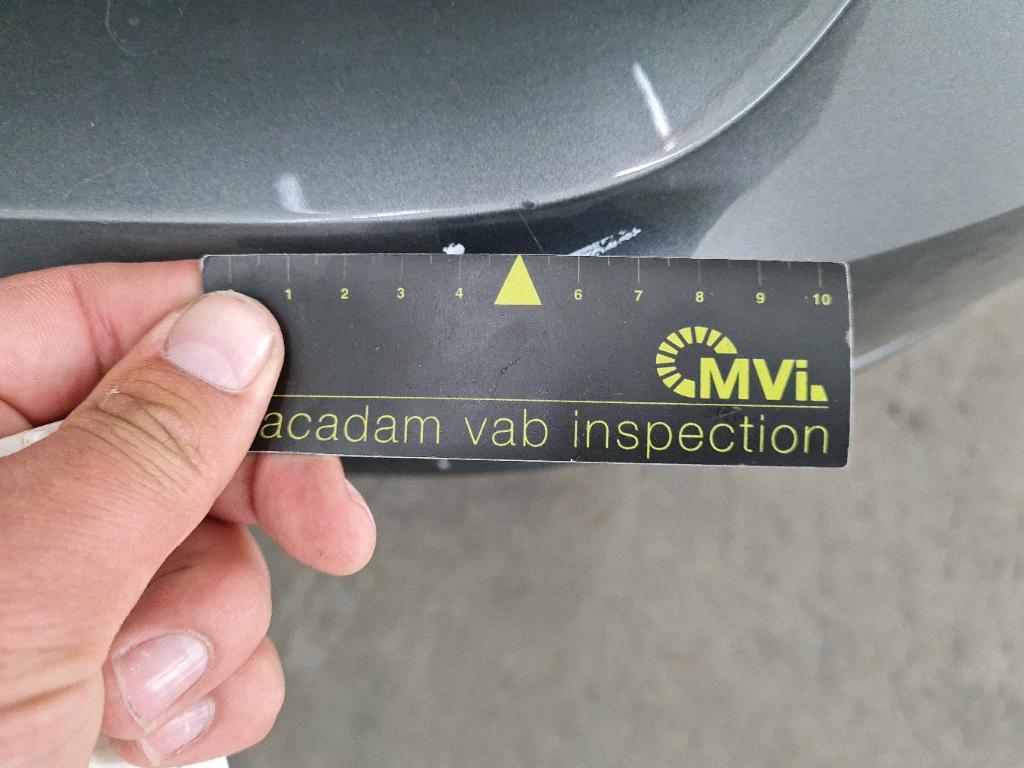 1 2 3 4 6 7 8 9 10
MVi
acadam vab inspection